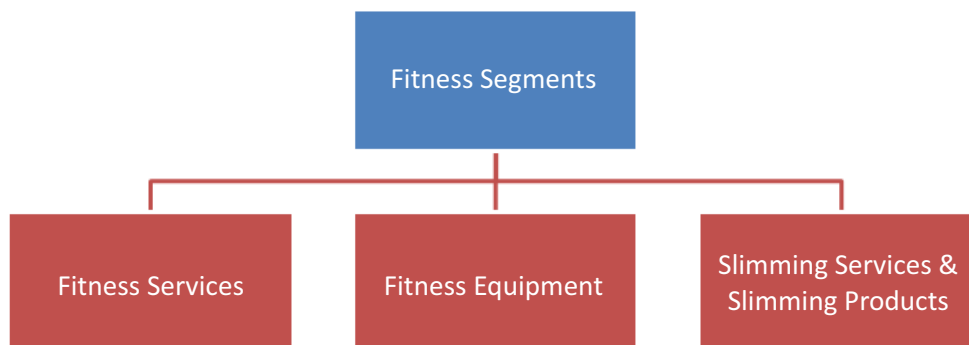 Fitness Segments
Fitness Services
Fitness Equipment
Slimming Services &
Slimming Products